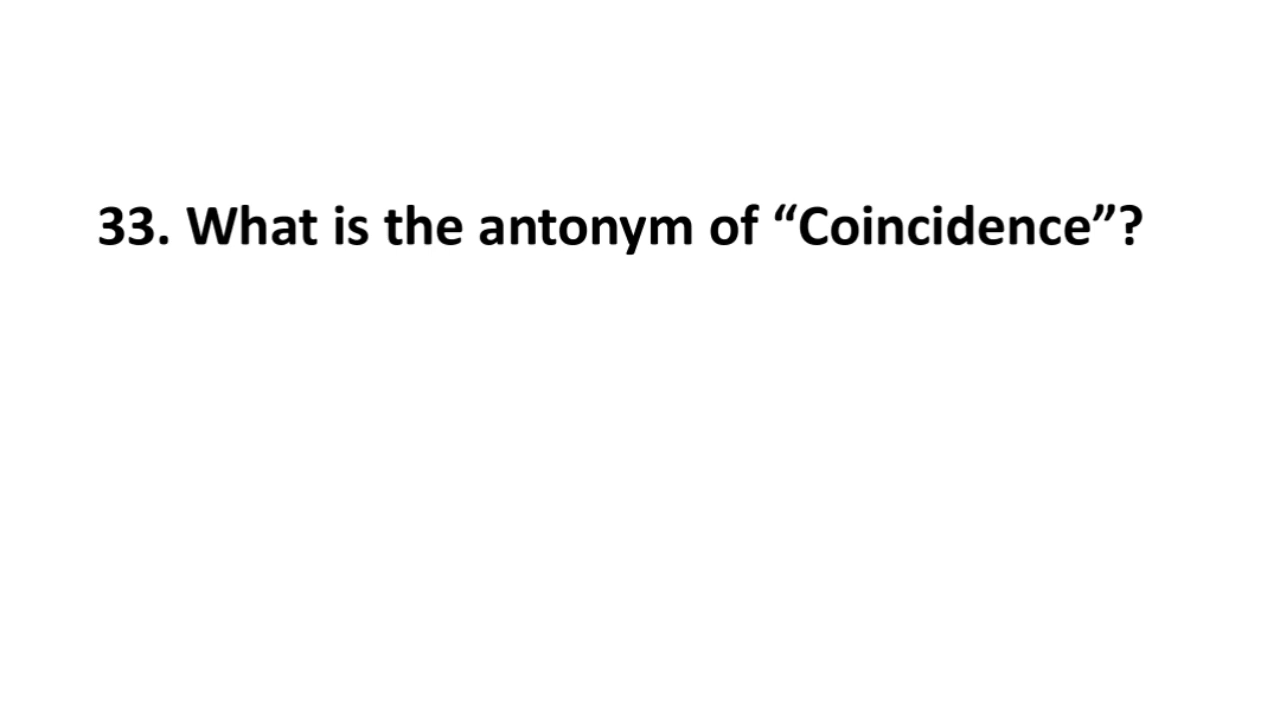 33. What is the antonym of “Coincidence”?